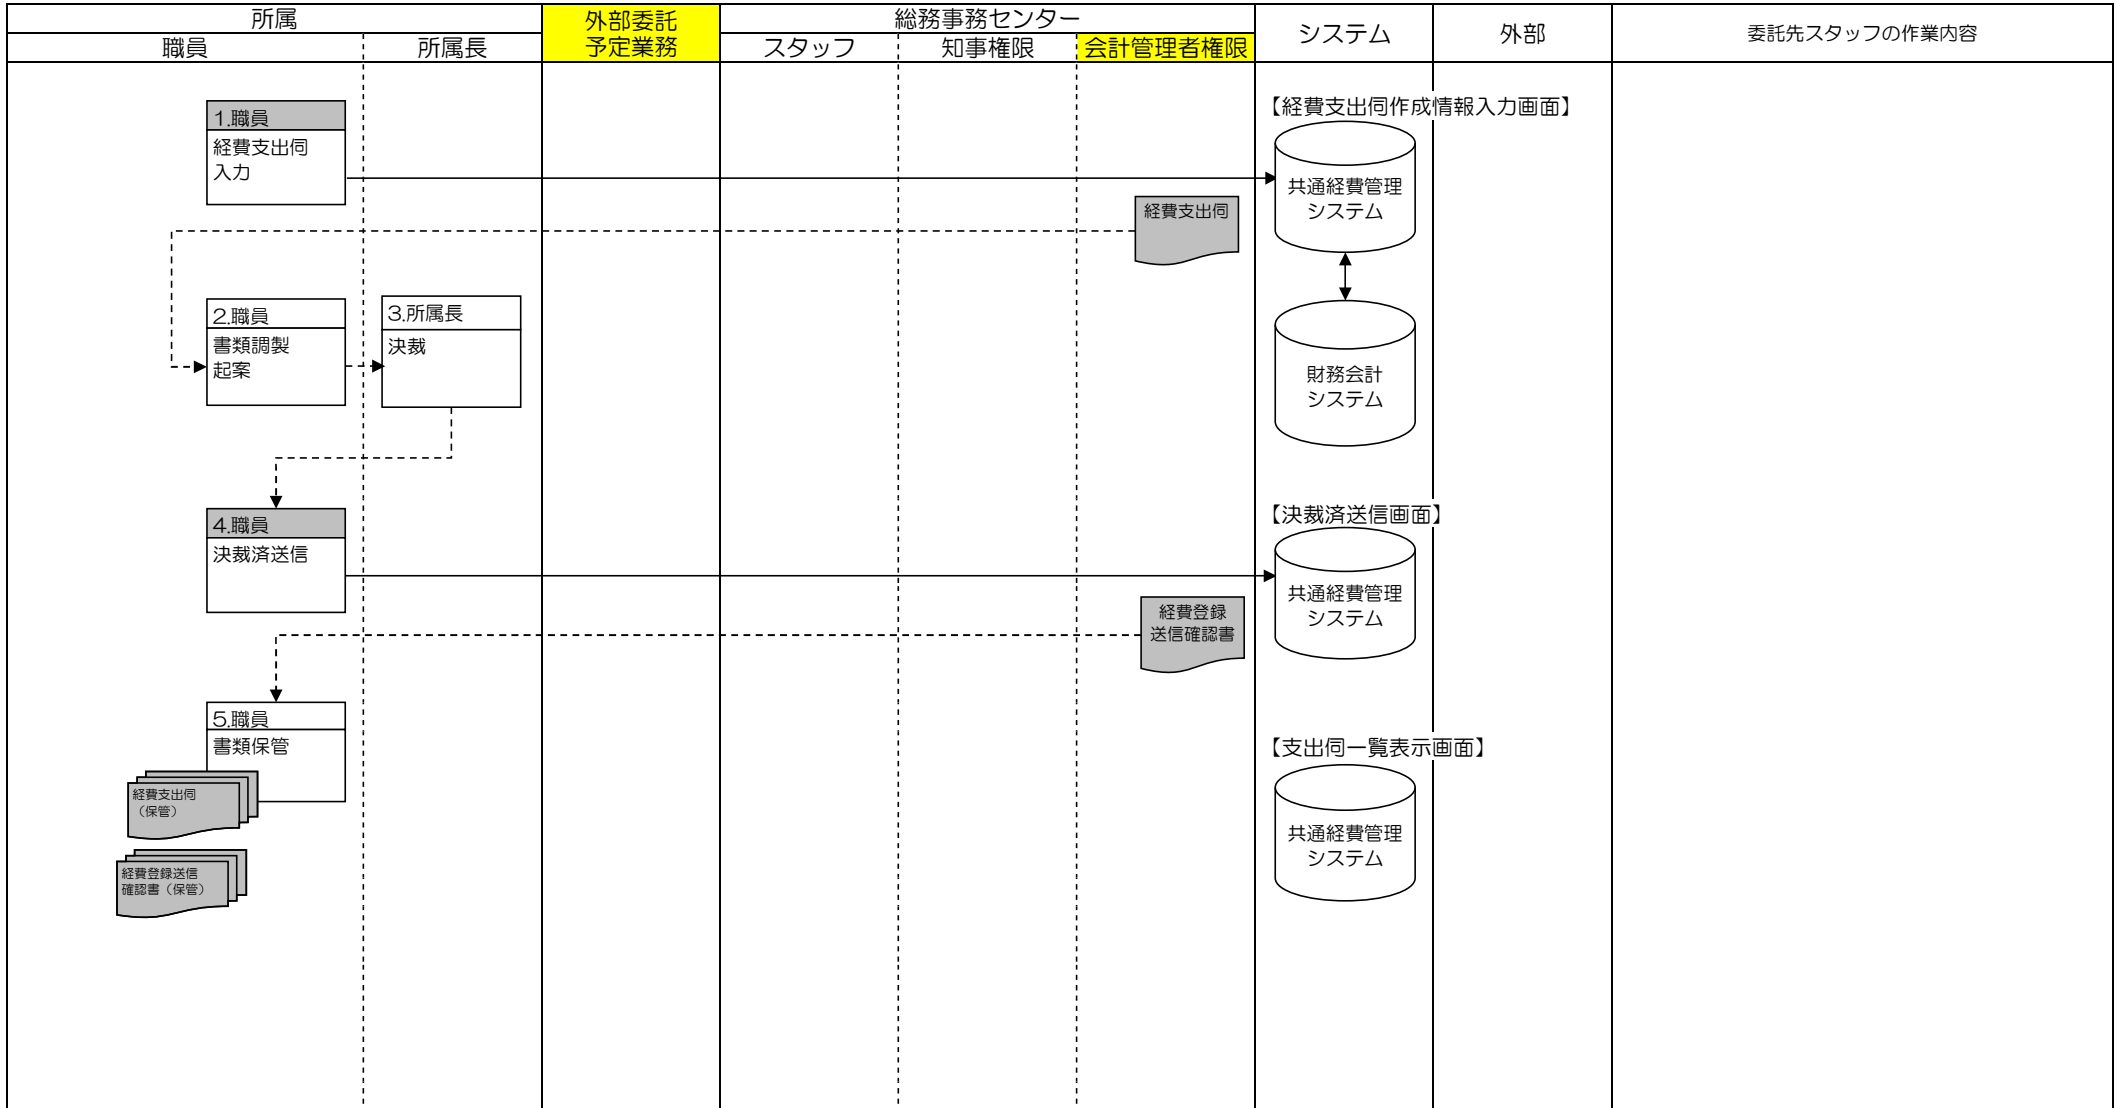 所属
職員
所属長
外部委託
予定業務
総務事務センター
スタッフ
知事権限
会計管理者権限
システム
外部
委託先スタッフの作業内容
1.職員
経費支出伺
入力
【経費支出伺作成情報入力画面】
共通経費管理
システム
経費支出伺
2.職員
書類調製
起案
3.所属長
決裁
財務会計
システム
4.職員
決裁済送信
【決裁済送信画面】
共通経費管理
システム
経費登録
送信確認書
5.職員
書類保管
経費支出伺
（保管）
経費登録送信
確認書（保管）
【支出伺一覧表示画面】
共通経費管理
システム